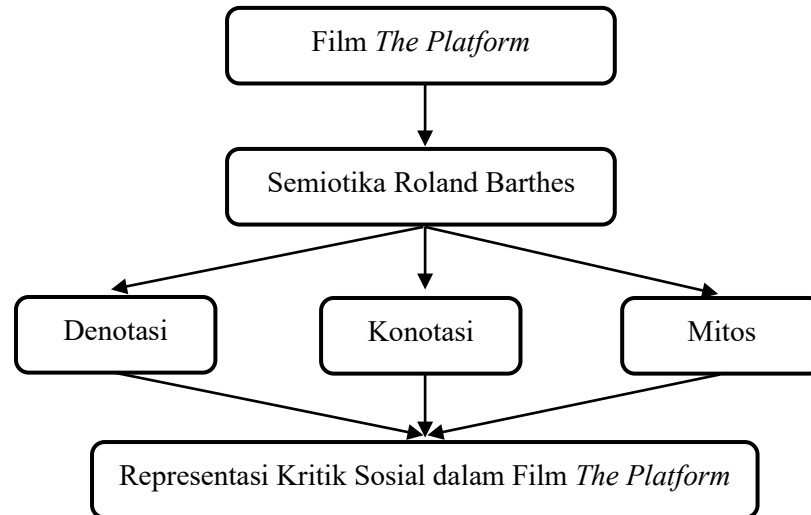 Film The Platform
Semiotika Roland Barthes
Denotasi
Konotasi
Mitos
Representasi Kritik Sosial dalam Film The Platform